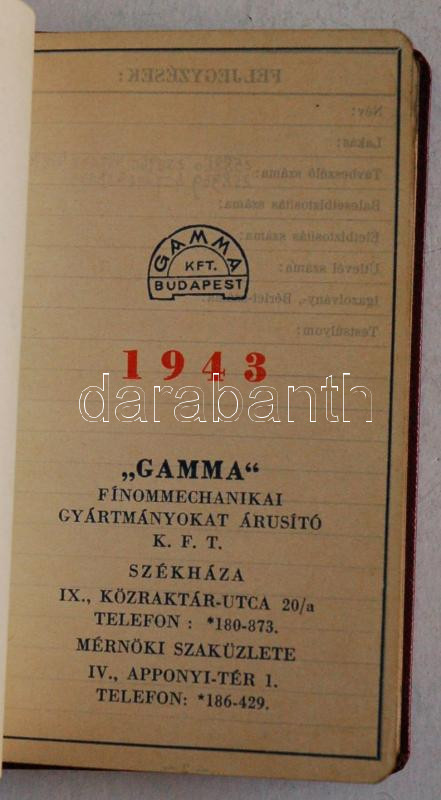 FELJEGYZÉSEK:
Név:
Lakás:
Távbeszélő száma:
Balesetbiztosítás száma:
Életbiztosítás száma:
Útlevél száma:
Igazolvány-, Bérlet-
Testsúlyom:
GAMMA
KFT.
BUDAPEST
1943
darabanth
„GAMMA“
FÍNOMMECHANIKAI
GYÁRTMÁNYOKAT ÁRUSÍTÓ
K. F. T.
SZÉKHÁZA
IX., KÖZRAKTÁR-UTCA 20/a
TELEFON : *180-873.
MÉRNÖKI SZAKÜZLETE
IV., APPONYI-TÉR 1.
TELEFON: *186-429.